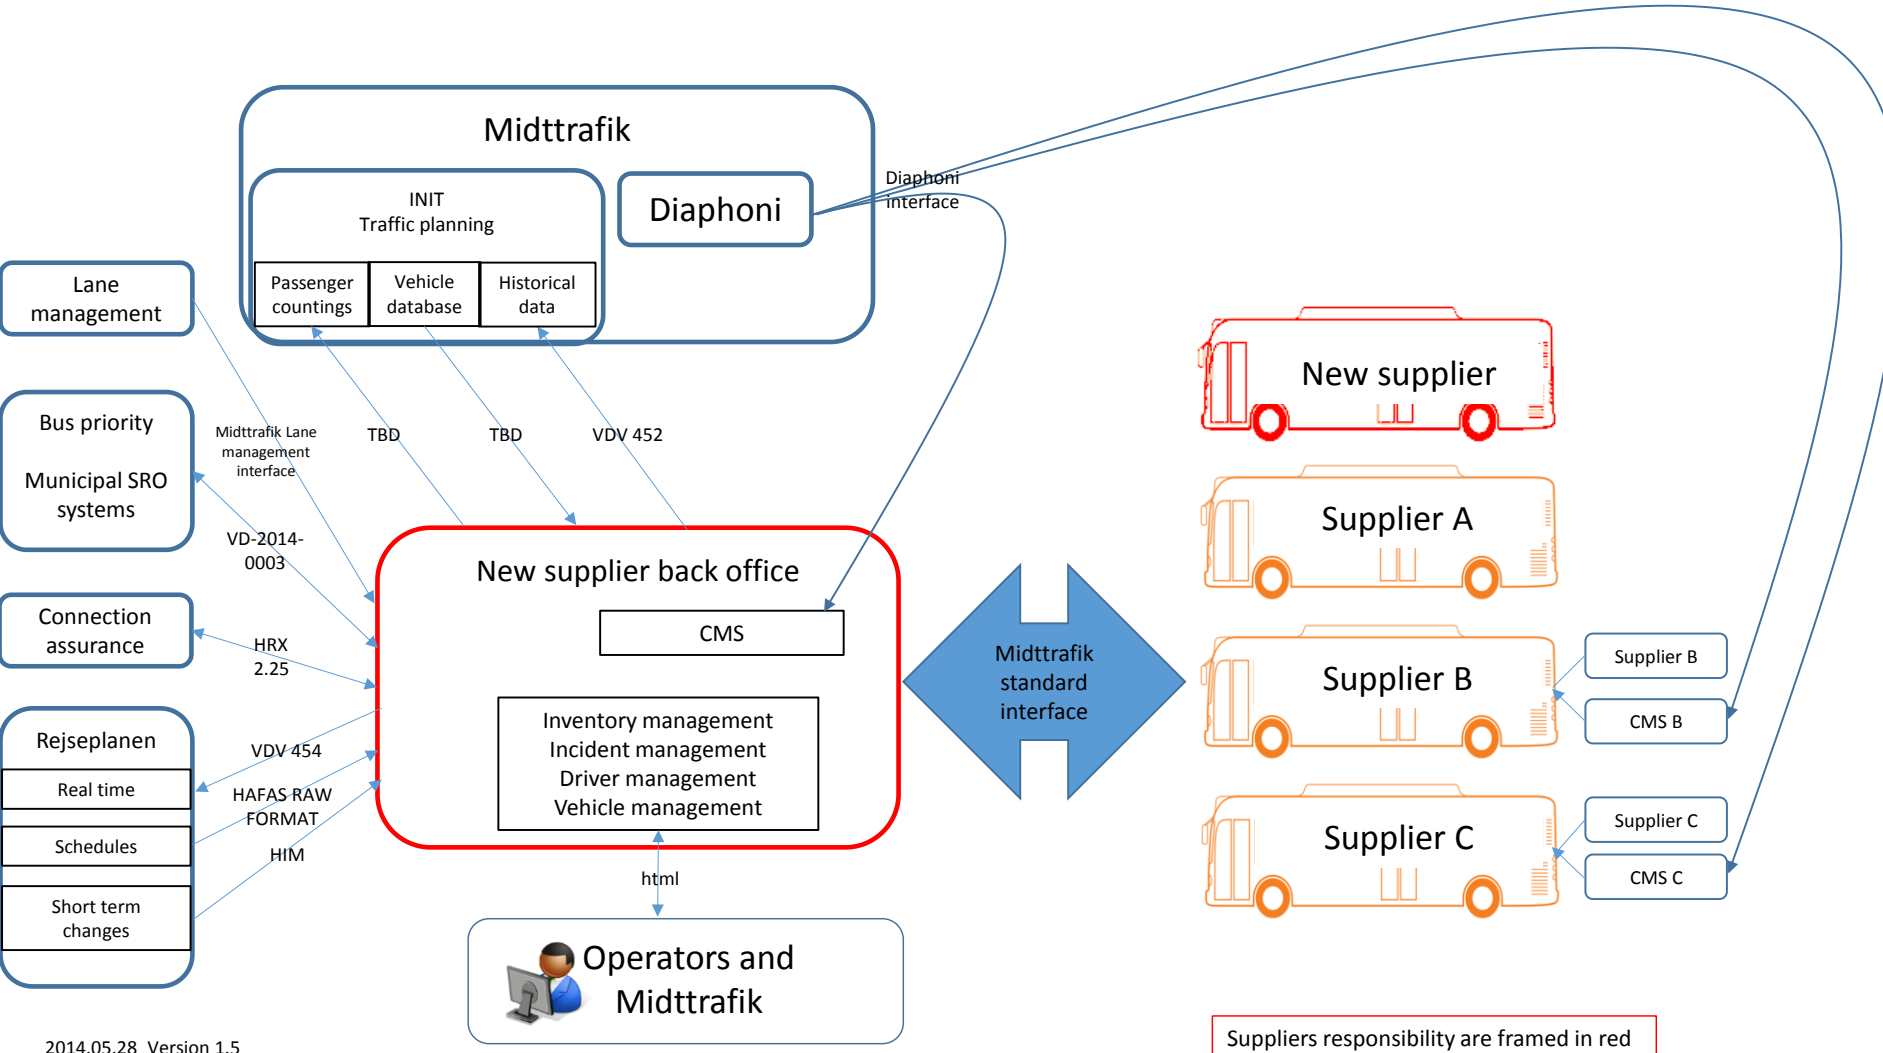 Midttrafik
INIT
Traffic planning
Diaphoni
Diaphoni
interface
Passenger
countings
Vehicle
database
Historical
data
Lane
management
Bus priority
Municipal SRO
systems
Midttrafik Lane
management
interface
TBD
TBD
VDV 452
VD-2014-
0003
Connection
assurance
HRX
2.25
Rejseplanen
Real time
Schedules
Short term
changes
VDV 454
HAFAS RAW
FORMAT
HIM
New supplier back office
CMS
Inventory management
Incident management
Driver management
Vehicle management
html
Operators and
Midttrafik
Midttrafik
standard
interface
New supplier
Supplier A
Supplier B
Supplier B
CMS B
Supplier C
Supplier C
CMS C
2014.05.28 Version 1.5
Suppliers responsibility are framed in red